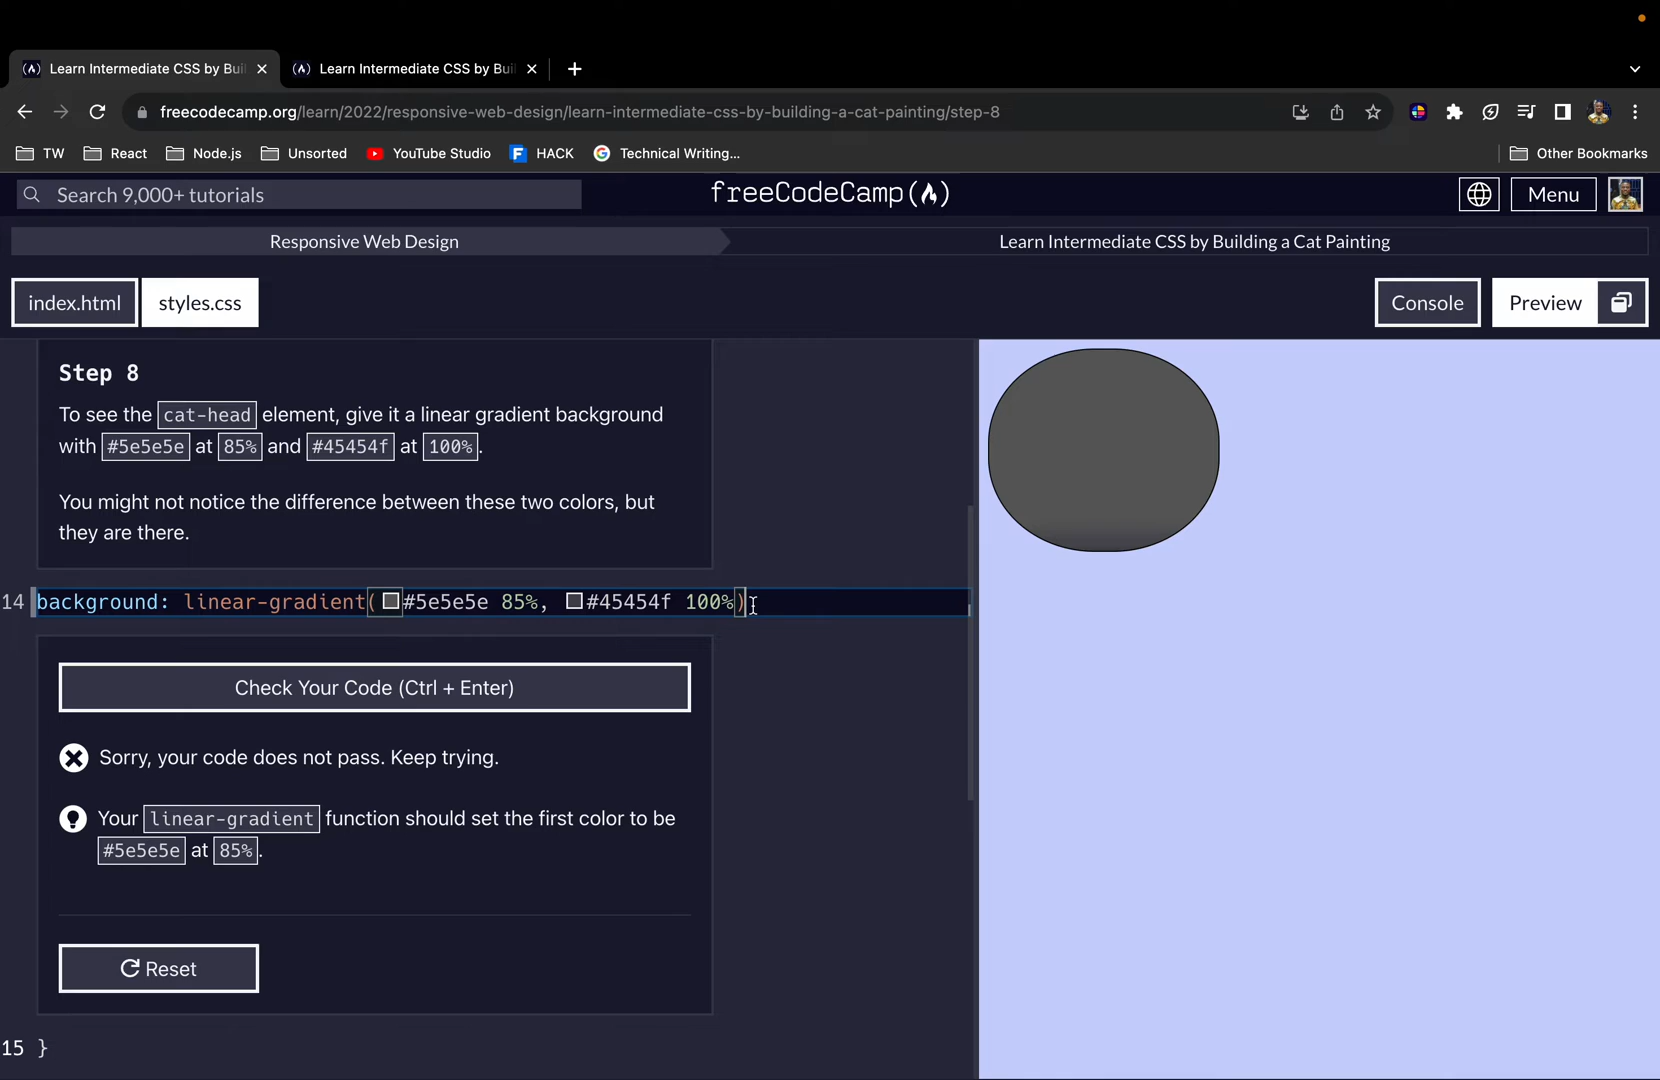 Learn Intermediate CSS by Bui
Learn Intermediate CSS by Bui
freecodecamp.org/learn/2022/responsive-web-design/learn-intermediate-css-by-building-a-cat-painting/step-8
TW React Node.js Unsorted YouTube Studio HACK Technical Writing... Other Bookmarks
Search 9,000+ tutorials freeCodeCamp Menu
Responsive Web Design Learn Intermediate CSS by Building a Cat Painting
index.html styles.css Console Preview
Step 8
To see the cat-head element, give it a linear gradient background
with #5e5e5e at 85% and #45454f at 100%.
You might not notice the difference between these two colors, but
they are there.
14 background: linear-gradient(#5e5e5e 85%, #45454f 100%)
Check Your Code (Ctrl + Enter)
Sorry, your code does not pass. Keep trying.
Your linear-gradient function should set the first color to be
#5e5e5e at 85%.
Reset
15 }